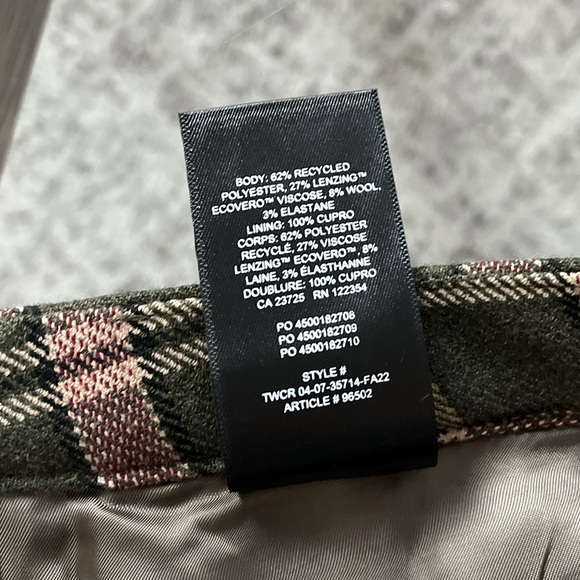 BODY: 62% RECYCLED
POLYESTER, 27% LENZING™
ECOVERO™ VISCOSE, 8% WOOL,
3% ELASTANE
LINING: 100% CUPRO
CORPS: 62% POLYESTER
RECYCLÉ, 27% VISCOSE
LENZING™ ECOVERO™, 8%
LAINE, 3% ÉLASTHANNE
DOUBLURE: 100% CUPRO
CA 23725 RN 122354
PO 4500182708
PO 4500182709
PO 4500182710
STYLE #
TWCR 04-07-35714-FA22
ARTICLE # 96502